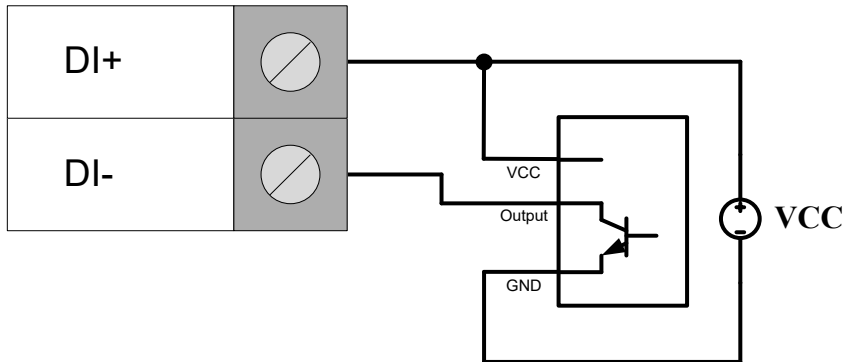 DI+
DI-
VCC
Output
GND
VCC